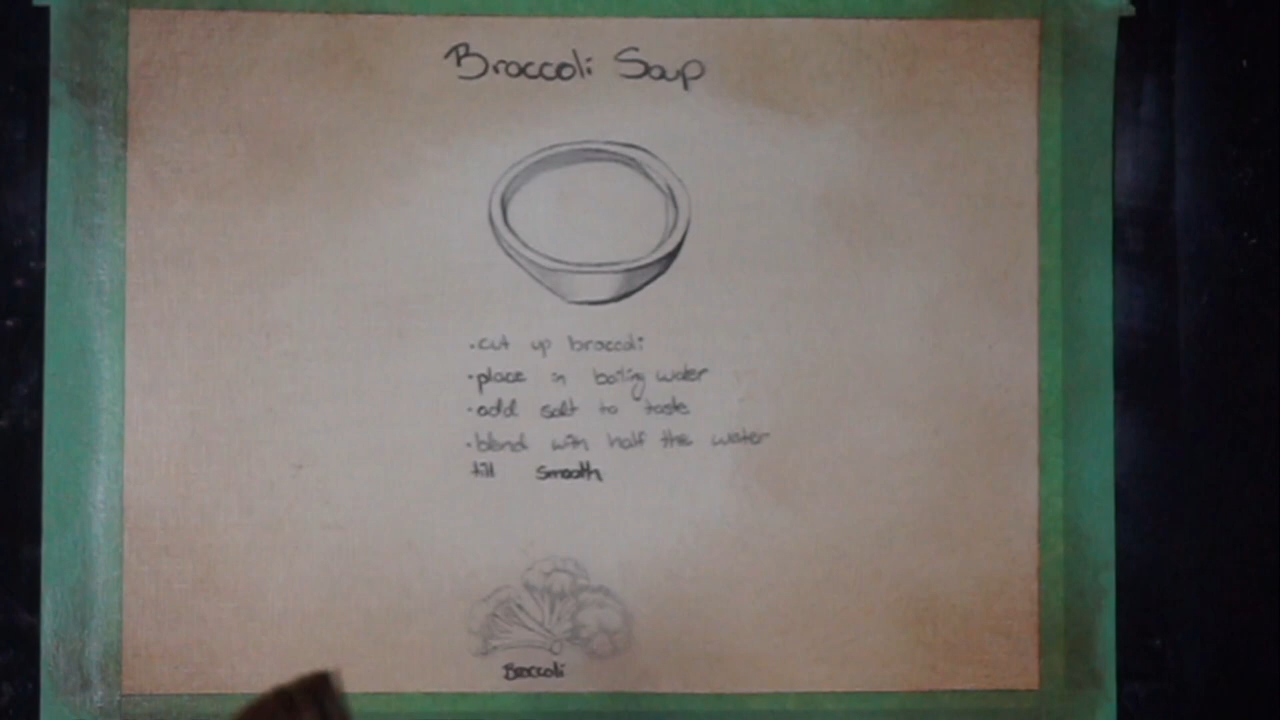 Broccoli Soup
• cut up broccoli
• place in boiling water
• add salt to taste
• blend with half the water
till smooth
Broccoli